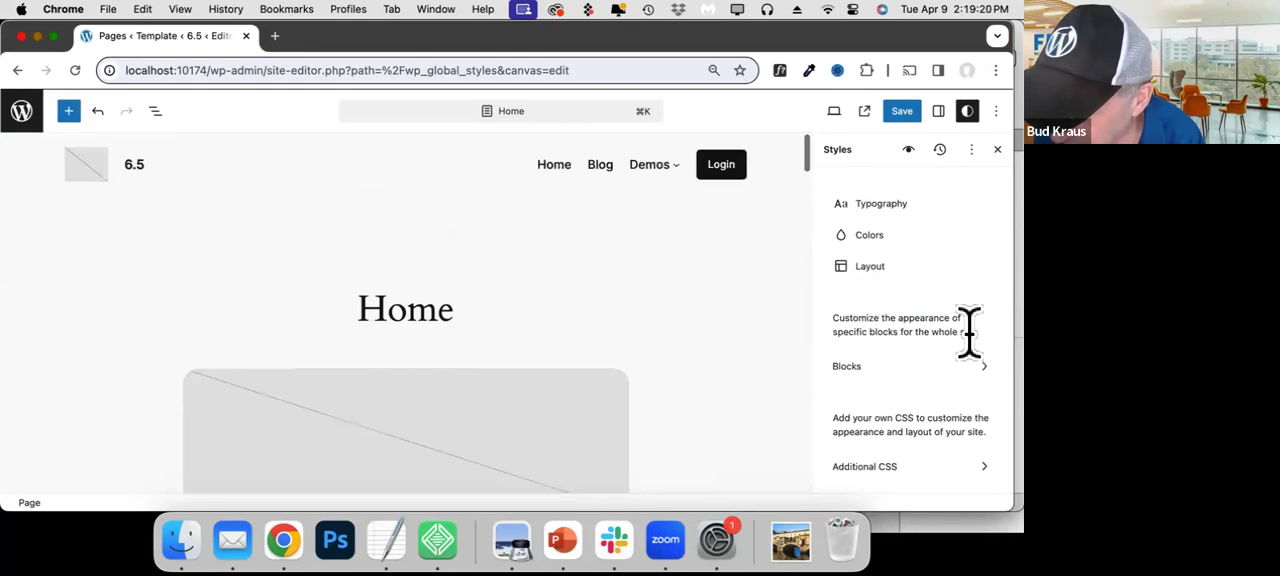 Chrome File Edit View History Bookmarks Profiles Tab Window Help Tue Apr 9 2:19:20 PM
Pages ‹ Template ‹ 6.5 ‹ Edit
localhost:10174/wp-admin/site-editor.php?path=%2Fwp_global_styles&canvas=edit
Home ⌘K Save
6.5 Home Blog Demos Login
Styles
Aa Typography
Colors
Layout
Home
Customize the appearance of
specific blocks for the whole
Blocks
Add your own CSS to customize the
appearance and layout of your site.
Additional CSS
Page
Ps
P
zoom
1
Bud Kraus